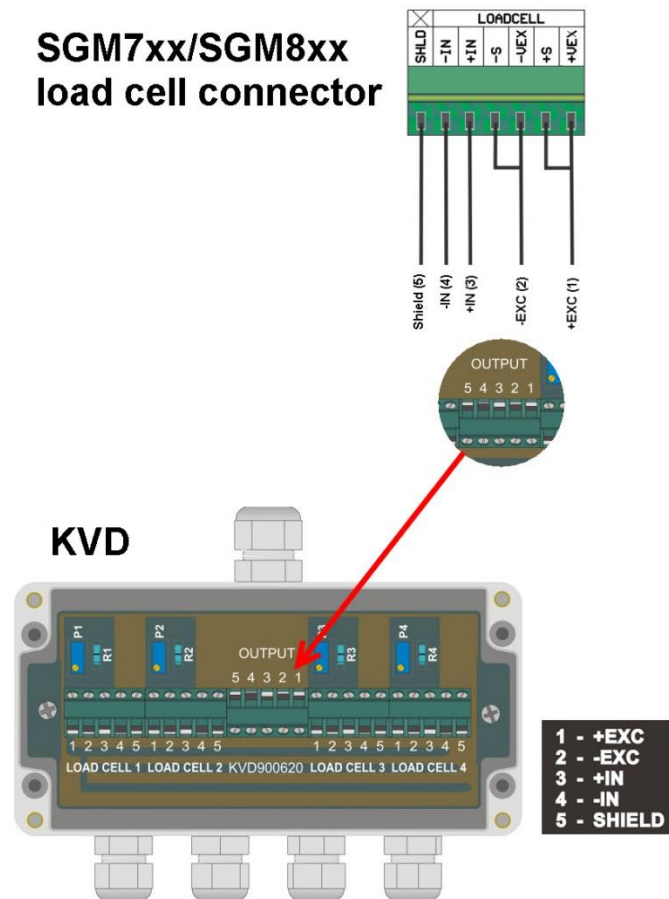 SGM7xx/SGM8xx
load cell connector
LOADCELL
SHLD -IN +IN -S -VEX +S +VEX
Shield (5) -IN (4) +IN (3) -EXC (2) +EXC (1)
OUTPUT
5 4 3 2 1
KVD
P1 R1 P2 R2 R3 P4 R4
OUTPUT
5 4 3 2 1
1 2 3 4 5 1 2 3 4 5 1 2 3 4 5 1 2 3 4 5
LOAD CELL 1 LOAD CELL 2 KVD900620 LOAD CELL 3 LOAD CELL 4
1 - +EXC
2 - -EXC
3 - +IN
4 - -IN
5 - SHIELD